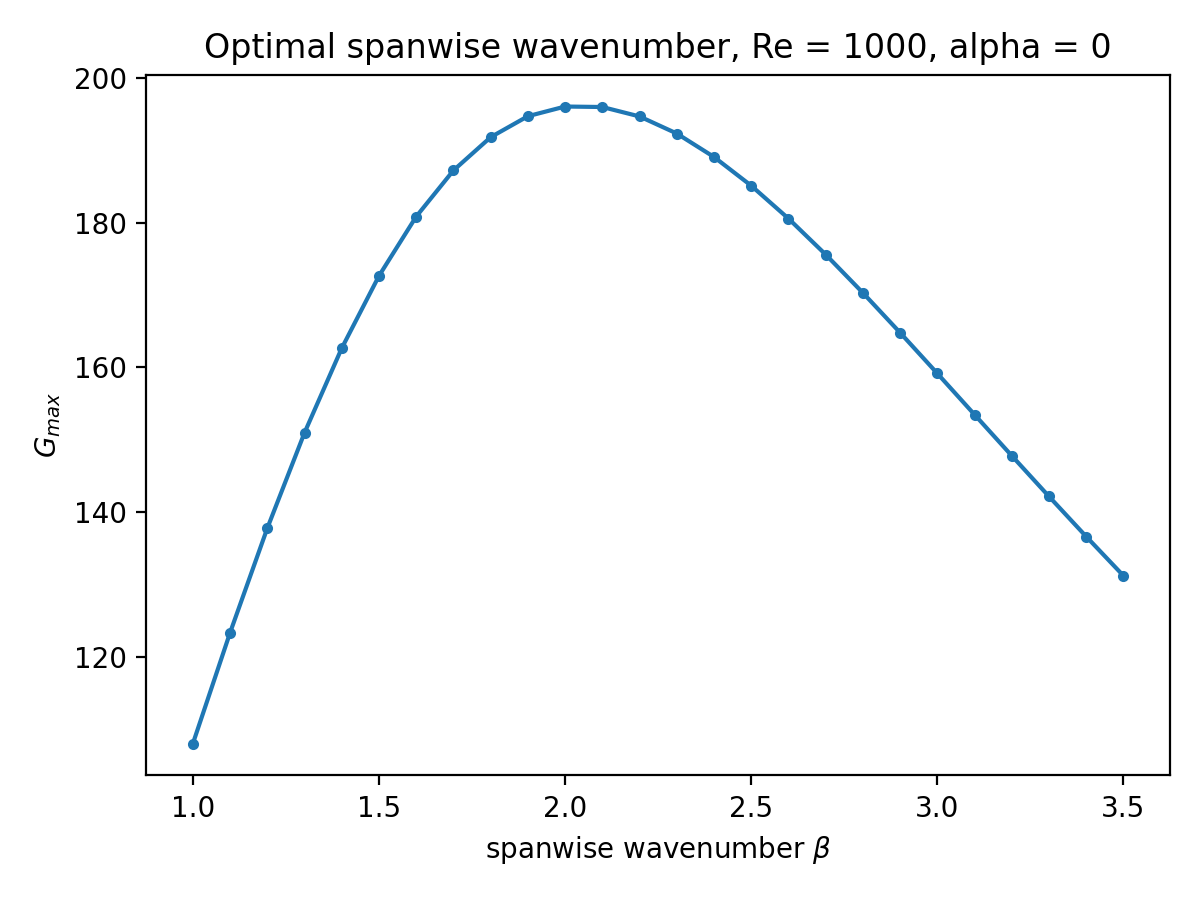 Optimal spanwise wavenumber, Re = 1000, alpha = 0
200
180
160
140
120
G_max
1.0 1.5 2.0 2.5 3.0 3.5
spanwise wavenumber β